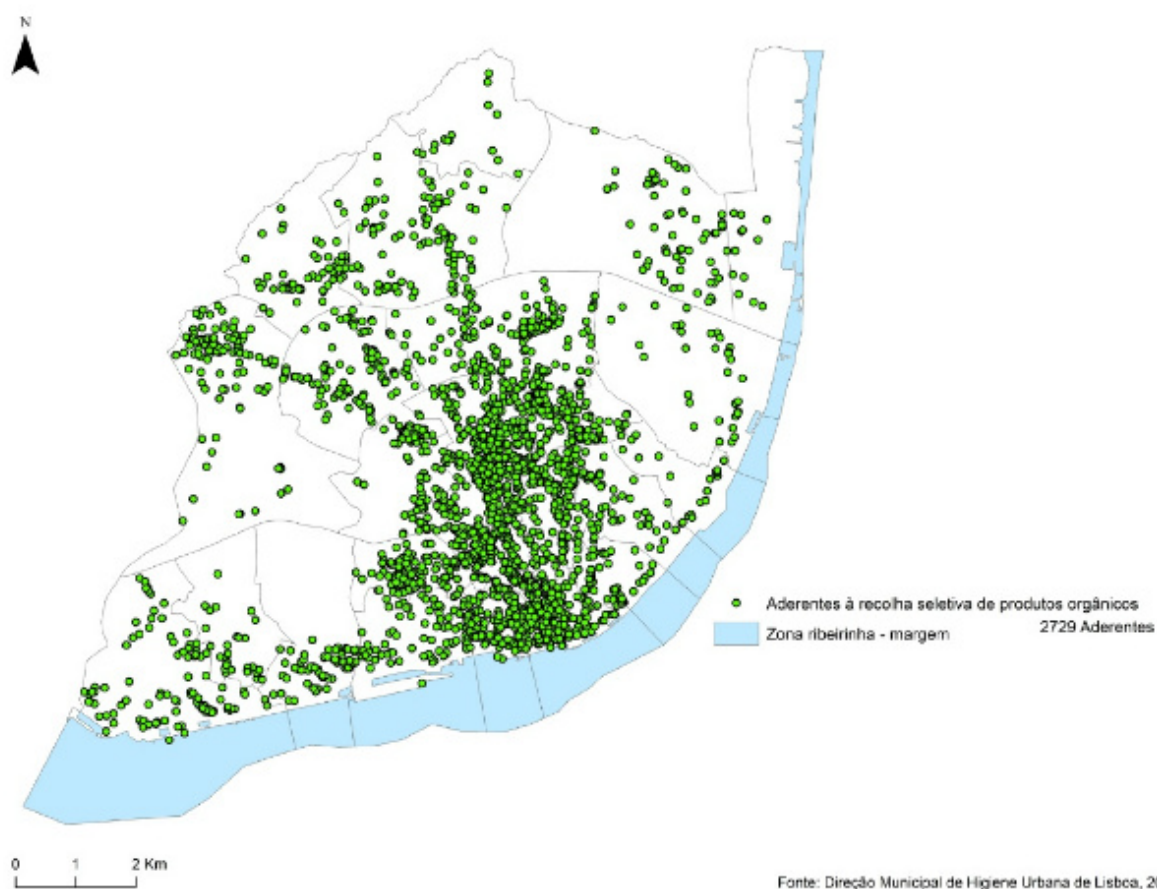 N
Aderentes à recolha seletiva de produtos orgânicos
2729 Aderentes
Zona ribeirinha - margem
0 1 2 Km
Fonte: Direção Municipal de Higiene Urbana de Lisboa,